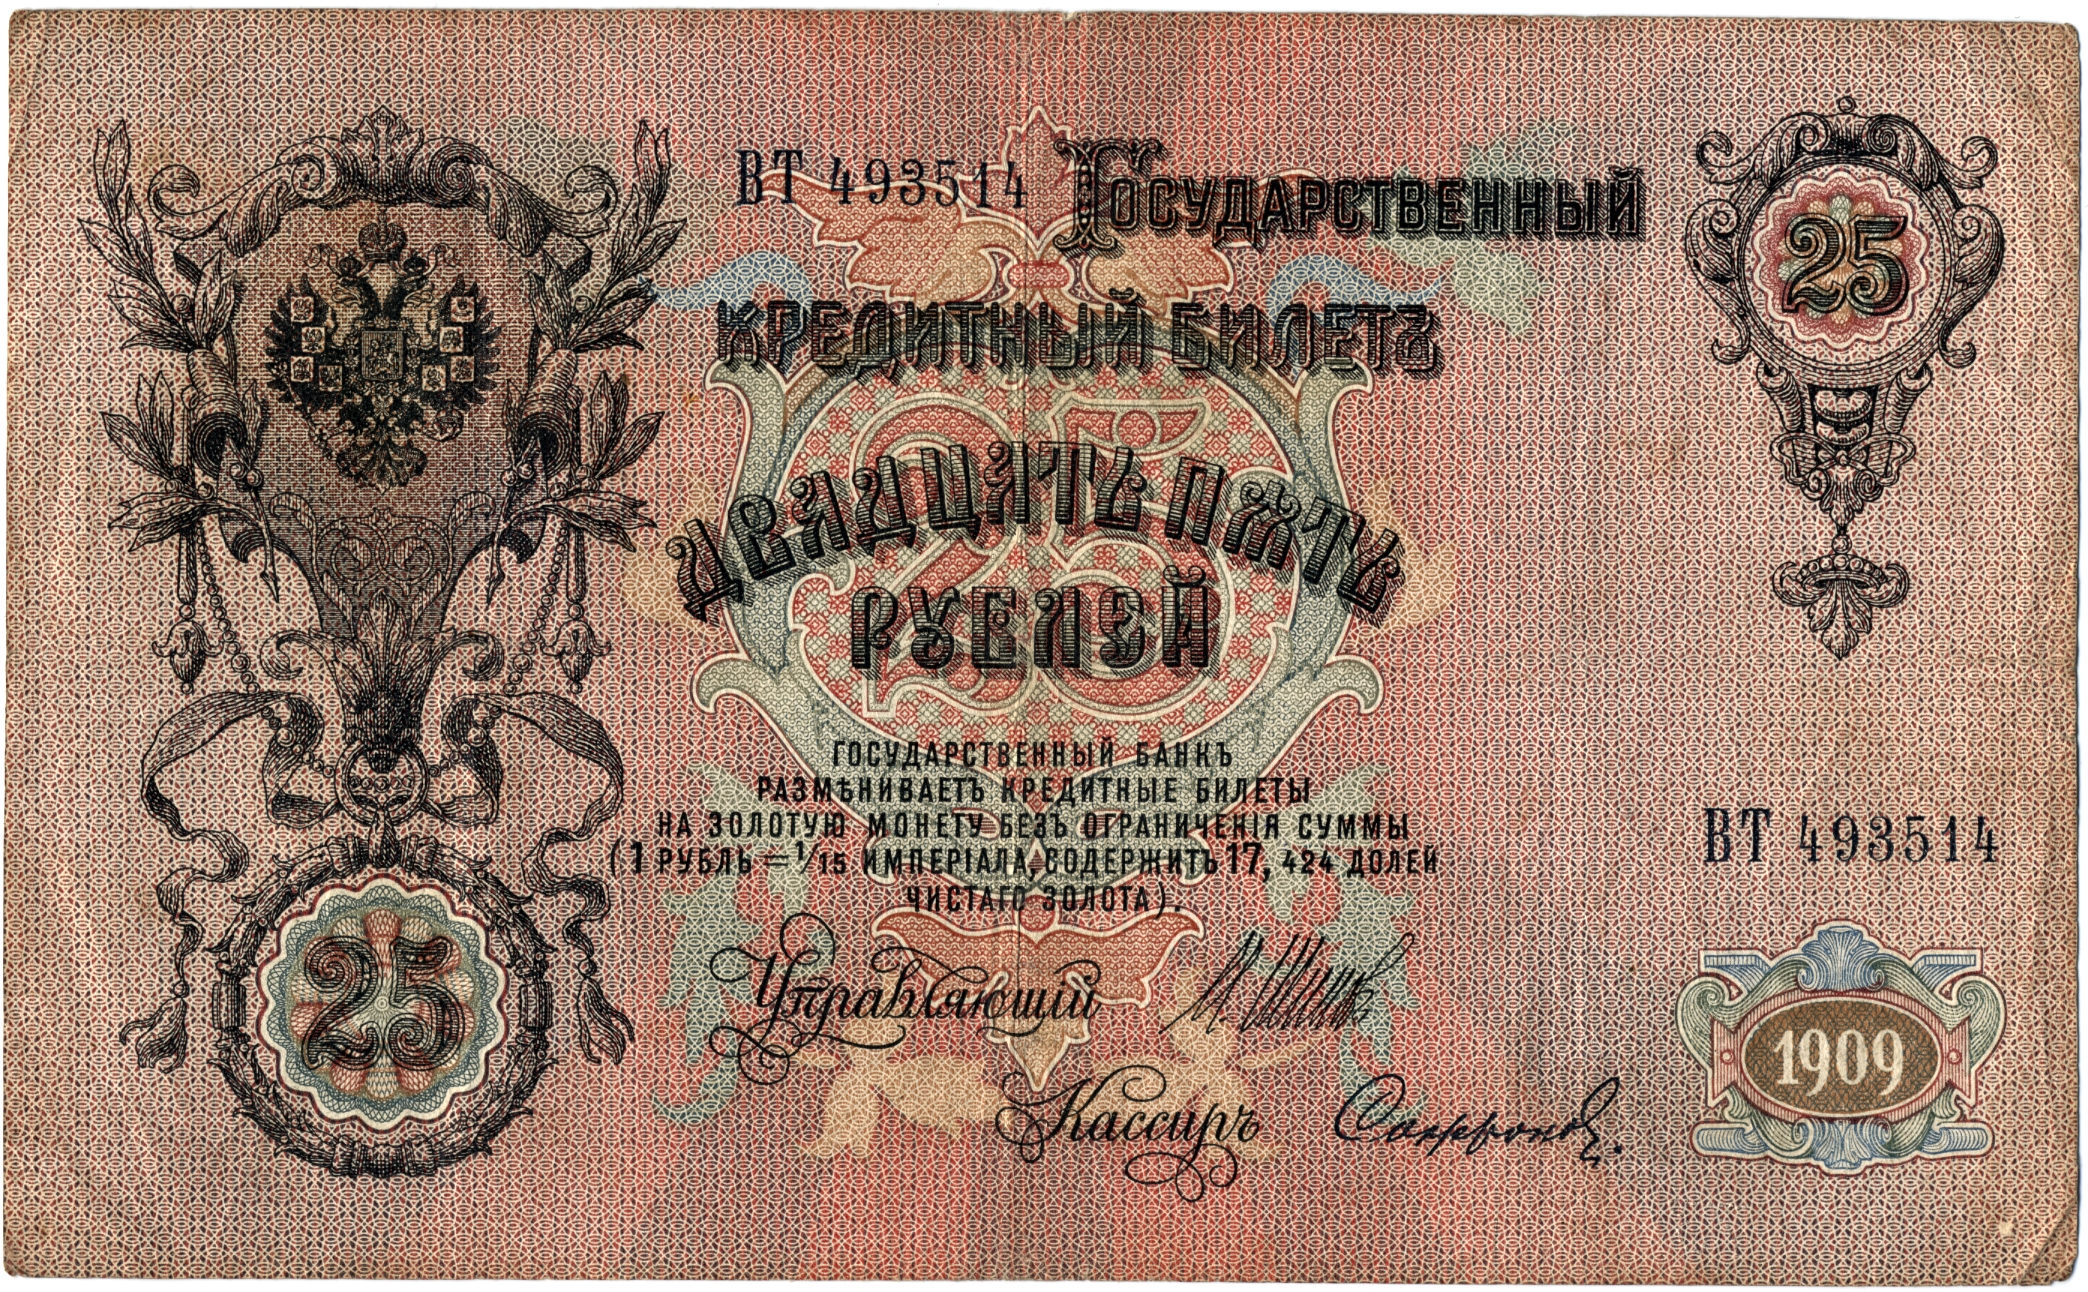 ВТ 493514
Государственный
25
Кредитный Билетъ
25
Двадцать пять
рублей
Государственный Банкъ
размѣниваетъ кредитные билеты
на золотую монету безъ ограниченія суммы
(1 рубль = 1/15 имперіала, содержитъ 17,424 долей
чистаго золота).
ВТ 493514
25
Управляющій
1909
Кассиръ